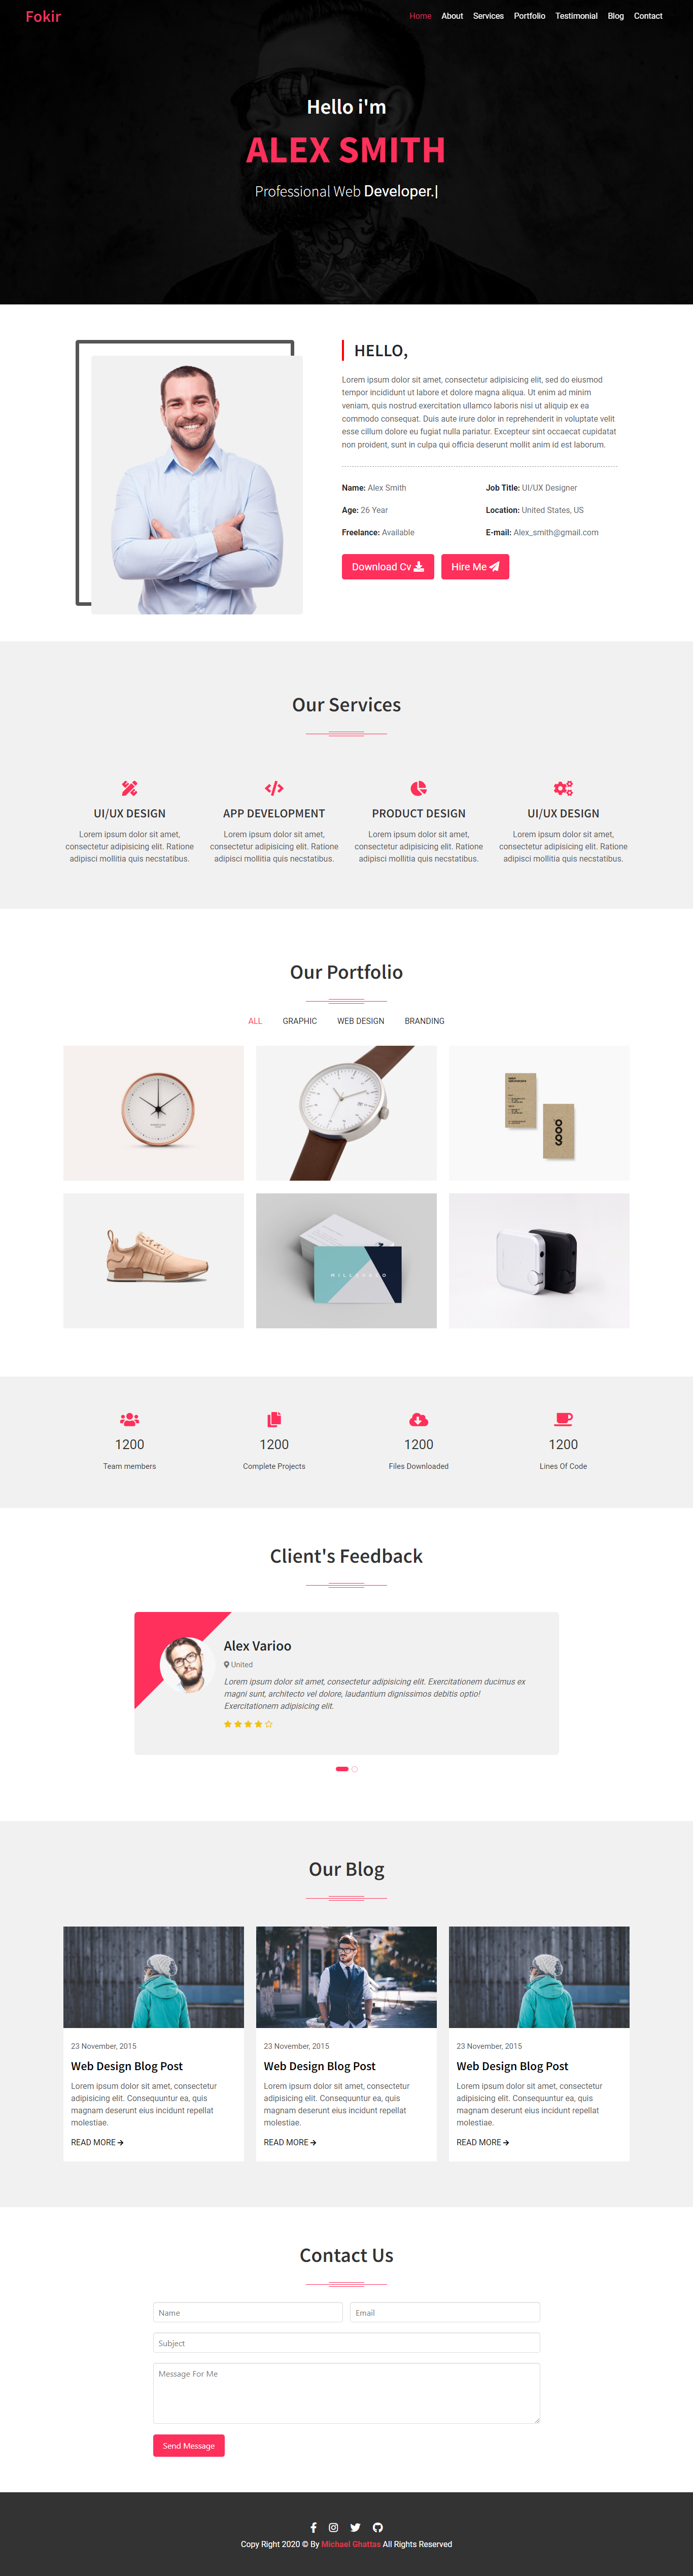 Fokir
Home About Services Portfolio Testimonial Blog Contact
Hello i'm
ALEX SMITH
Professional Web Developer.|
HELLO,
Lorem ipsum dolor sit amet, consectetur adipisicing elit, sed do eiusmod
tempor incididunt ut labore et dolore magna aliqua. Ut enim ad minim
veniam, quis nostrud exercitation ullamco laboris nisi ut aliquip ex ea
commodo consequat. Duis aute irure dolor in reprehenderit in voluptate velit
esse cillum dolore eu fugiat nulla pariatur. Excepteur sint occaecat cupidatat
non proident, sunt in culpa qui officia deserunt mollit anim id est laborum.
Name: Alex Smith
Job Title: UI/UX Designer
Age: 26 Year
Location: United States, US
Freelance: Available
E-mail: Alex_smith@gmail.com
Download Cv
Hire Me
Our Services
UI/UX DESIGN
Lorem ipsum dolor sit amet,
consectetur adipisicing elit. Ratione
adipisci mollitia quis necstatibus.
APP DEVELOPMENT
Lorem ipsum dolor sit amet,
consectetur adipisicing elit. Ratione
adipisci mollitia quis necstatibus.
PRODUCT DESIGN
Lorem ipsum dolor sit amet,
consectetur adipisicing elit. Ratione
adipisci mollitia quis necstatibus.
UI/UX DESIGN
Lorem ipsum dolor sit amet,
consectetur adipisicing elit. Ratione
adipisci mollitia quis necstatibus.
Our Portfolio
ALL GRAPHIC WEB DESIGN BRANDING
1200
Team members
1200
Complete Projects
1200
Files Downloaded
1200
Lines Of Code
Client's Feedback
Alex Varioo
United
Lorem ipsum dolor sit amet, consectetur adipisicing elit. Exercitationem ducimus ex
magni sunt, architecto vel dolore, laudantium dignissimos debitis optio!
Exercitationem adipisicing elit.
Our Blog
23 November, 2015
Web Design Blog Post
Lorem ipsum dolor sit amet, consectetur
adipisicing elit. Consequuntur ea, quis
magnam deserunt eius incidunt repellat
molestiae.
READ MORE
23 November, 2015
Web Design Blog Post
Lorem ipsum dolor sit amet, consectetur
adipisicing elit. Consequuntur ea, quis
magnam deserunt eius incidunt repellat
molestiae.
READ MORE
23 November, 2015
Web Design Blog Post
Lorem ipsum dolor sit amet, consectetur
adipisicing elit. Consequuntur ea, quis
magnam deserunt eius incidunt repellat
molestiae.
READ MORE
Contact Us
Name
Email
Subject
Message For Me
Send Message
Copy Right 2020 © By Michael Ghattas All Rights Reserved